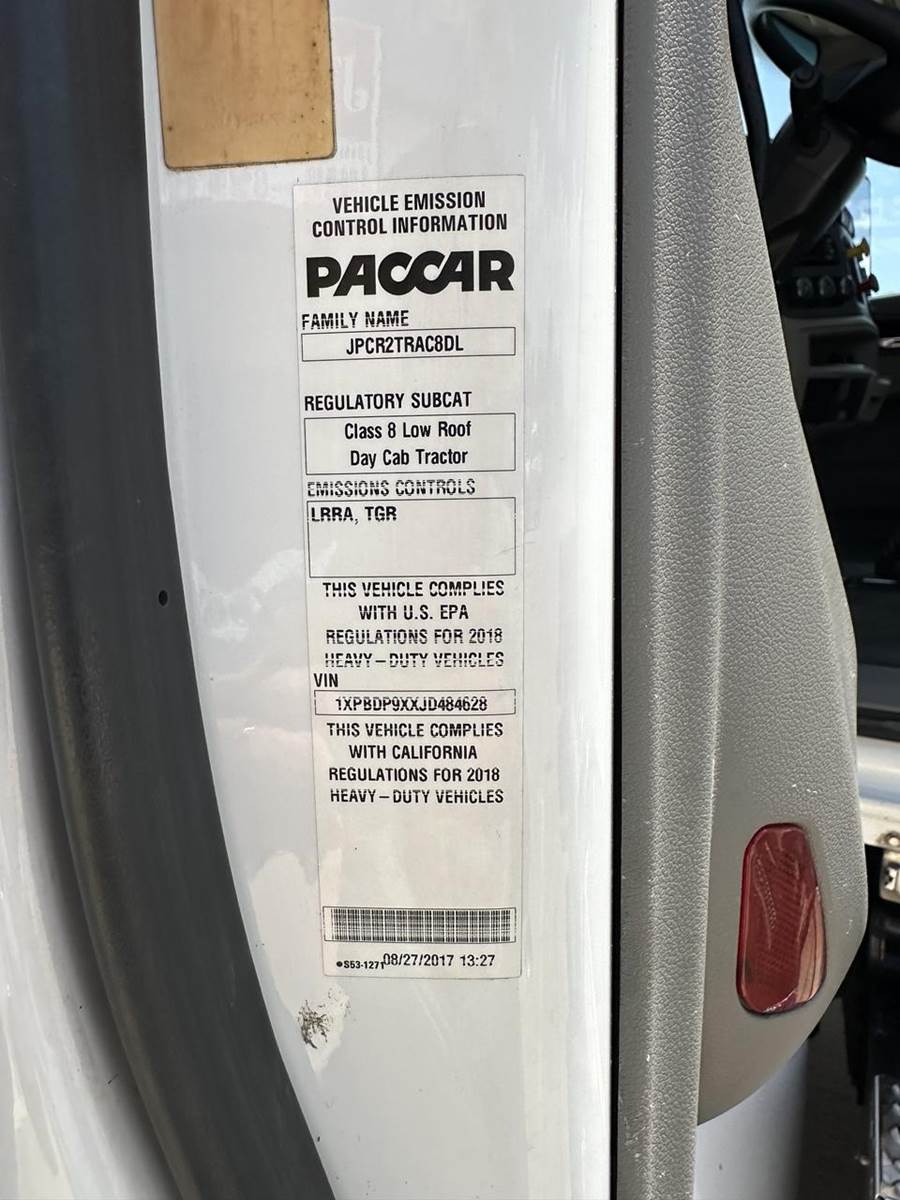 VEHICLE EMISSION
CONTROL INFORMATION
PACCAR
FAMILY NAME
JPCR2TRAC8DL
REGULATORY SUBCAT
Class 8 Low Roof
Day Cab Tractor
EMISSIONS CONTROLS
LRRA, TGR
THIS VEHICLE COMPLIES
WITH U.S. EPA
REGULATIONS FOR 2018
HEAVY-DUTY VEHICLES
VIN
1XPBDP9XXJD484628
THIS VEHICLE COMPLIES
WITH CALIFORNIA
REGULATIONS FOR 2018
HEAVY-DUTY VEHICLES
●S53-1271 08/27/2017 13:27